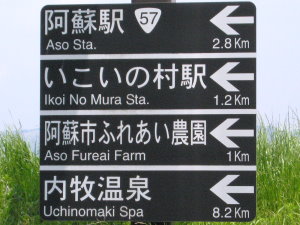 阿蘇駅 57
Aso Sta. 2.8 Km
いこいの村駅
Ikoi No Mura Sta. 1.2 Km
阿蘇市ふれあい農園
Aso Fureai Farm 1 Km
内牧温泉
Uchinomaki Spa 8.2 Km